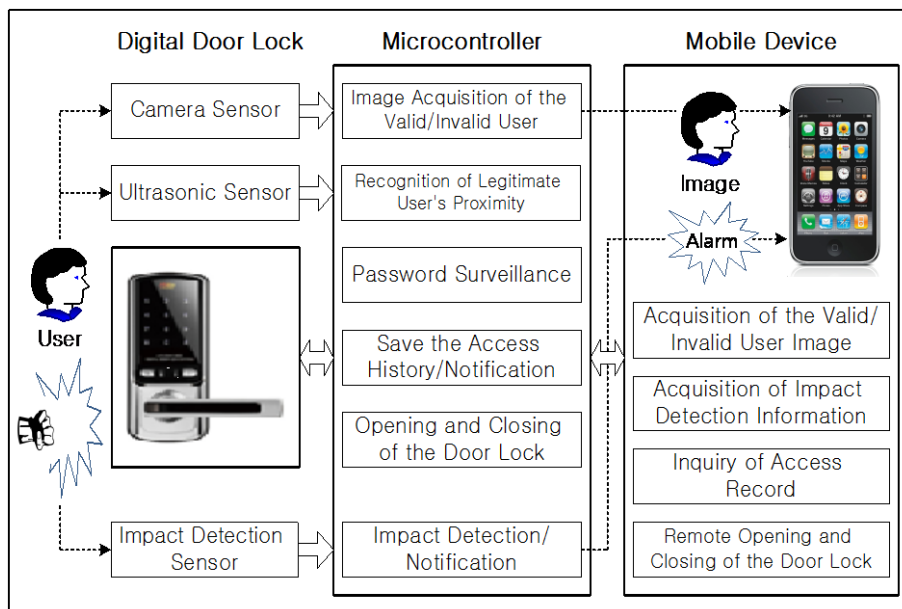 Digital Door Lock
Microcontroller
Mobile Device
Camera Sensor
Image Acquisition of the
Valid/Invalid User
Image
Ultrasonic Sensor
Recognition of Legitimate
User's Proximity
Alarm
User
Password Surveillance
Save the Access
History/Notification
Opening and Closing
of the Door Lock
Impact Detection
Sensor
Impact Detection/
Notification
Acquisition of the Valid/
Invalid User Image
Acquisition of Impact
Detection Information
Inquiry of Access
Record
Remote Opening and
Closing of the Door Lock